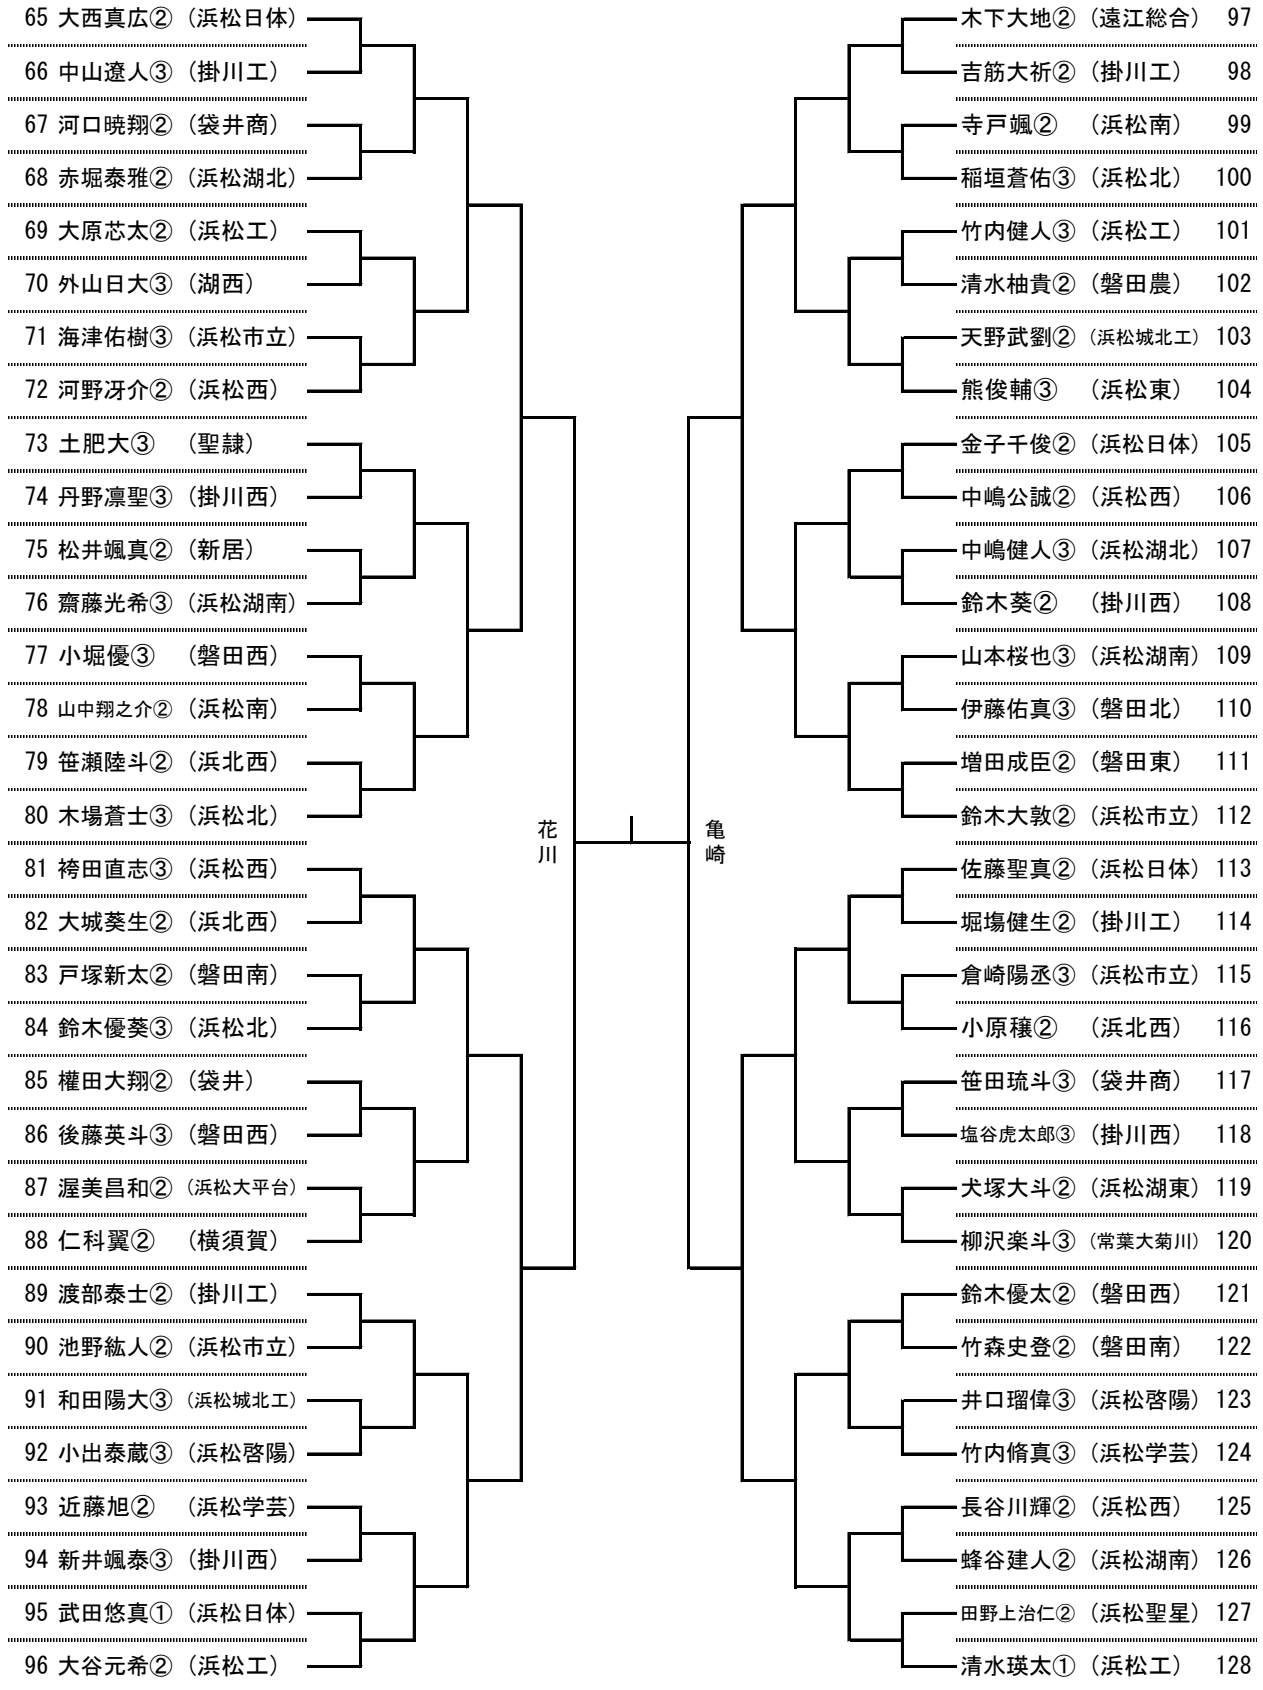 65 大西真広②（浜松日体）
66 中山遼人③（掛川工）
67 河口暁翔②（袋井商）
68 赤堀泰雅②（浜松湖北）
69 大原芯太②（浜松工）
70 外山日大③（湖西）
71 海津佑樹③（浜松市立）
72 河野冴介②（浜松西）
73 土肥大③（聖隷）
74 丹野凛聖③（掛川西）
75 松井颯真②（新居）
76 齋藤光希③（浜松湖南）
77 小堀優③（磐田西）
78 山中翔之介②（浜松南）
79 笹瀬陸斗②（浜北西）
80 木場蒼士③（浜松北）
81 袴田直志③（浜松西）
82 大城葵生②（浜北西）
83 戸塚新太②（磐田南）
84 鈴木優葵③（浜松北）
85 権田大翔②（袋井）
86 後藤英斗③（磐田西）
87 渥美昌和②（浜松大平台）
88 仁科翼②（横須賀）
89 渡部泰士②（掛川工）
90 池野紘人②（浜松市立）
91 和田陽大③（浜松城北工）
92 小出泰蔵③（浜松啓陽）
93 近藤旭②（浜松学芸）
94 新井颯泰③（掛川西）
95 武田悠真①（浜松日体）
96 大谷元希②（浜松工）
花川
亀崎
木下大地②（遠江総合） 97
吉筋大祈②（掛川工） 98
寺戸颯②（浜松南） 99
稲垣蒼佑③（浜松北） 100
竹内健人③（浜松工） 101
清水柚貴②（磐田農） 102
天野武劉②（浜松城北工） 103
熊俊輔③（浜松東） 104
金子千俊②（浜松日体） 105
中嶋公誠②（浜松西） 106
中嶋健人③（浜松湖北） 107
鈴木葵②（掛川西） 108
山本桜也③（浜松湖南） 109
伊藤佑真③（磐田北） 110
増田成臣②（磐田東） 111
鈴木大敦②（浜松市立） 112
佐藤聖真②（浜松日体） 113
堀塲健生②（掛川工） 114
倉崎陽丞③（浜松市立） 115
小原穣②（浜北西） 116
笹田琉斗③（袋井商） 117
塩谷虎太郎③（掛川西） 118
犬塚大斗②（浜松湖東） 119
柳沢楽斗③（常葉大菊川） 120
鈴木優太②（磐田西） 121
竹森史登②（磐田南） 122
井口瑠偉③（浜松啓陽） 123
竹内脩真③（浜松学芸） 124
長谷川輝②（浜松西） 125
蜂谷建人②（浜松湖南） 126
田野上治仁②（浜松聖星） 127
清水瑛太①（浜松工） 128